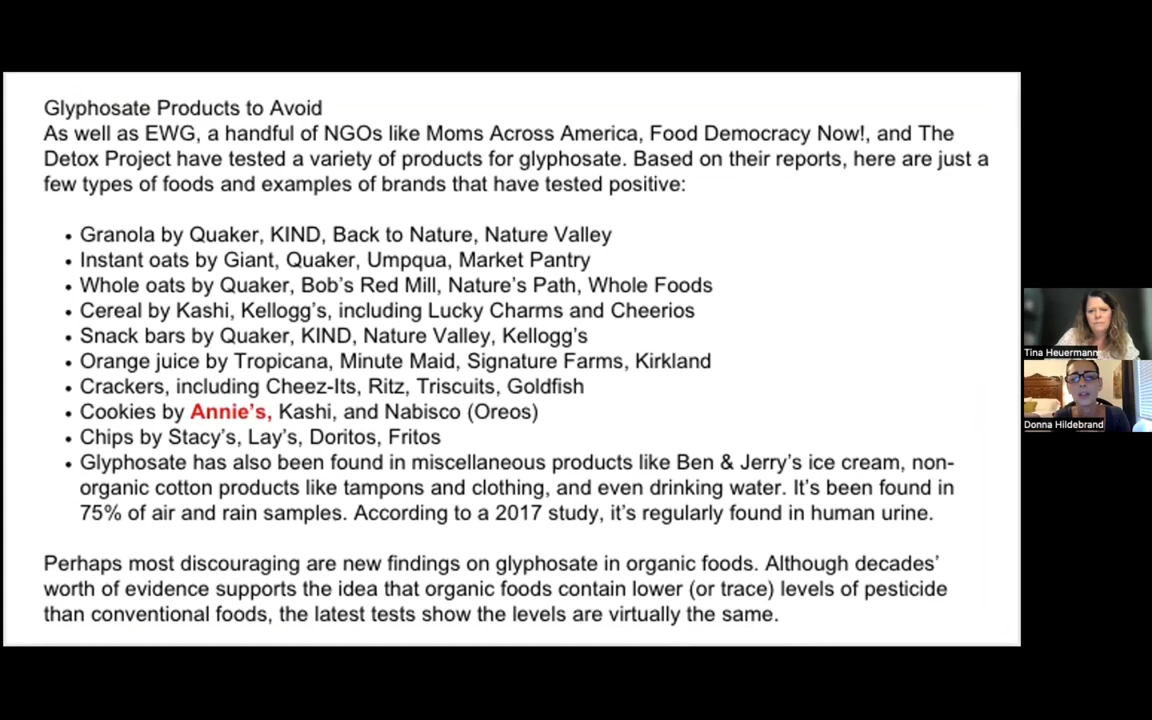 Glyphosate Products to Avoid
As well as EWG, a handful of NGOs like Moms Across America, Food Democracy Now!, and The
Detox Project have tested a variety of products for glyphosate. Based on their reports, here are just a
few types of foods and examples of brands that have tested positive:
• Granola by Quaker, KIND, Back to Nature, Nature Valley
• Instant oats by Giant, Quaker, Umpqua, Market Pantry
• Whole oats by Quaker, Bob's Red Mill, Nature's Path, Whole Foods
• Cereal by Kashi, Kellogg's, including Lucky Charms and Cheerios
• Snack bars by Quaker, KIND, Nature Valley, Kellogg's
• Orange juice by Tropicana, Minute Maid, Signature Farms, Kirkland
• Crackers, including Cheez-Its, Ritz, Triscuits, Goldfish
• Cookies by Annie's, Kashi, and Nabisco (Oreos)
• Chips by Stacy's, Lay's, Doritos, Fritos
• Glyphosate has also been found in miscellaneous products like Ben & Jerry's ice cream, non-
organic cotton products like tampons and clothing, and even drinking water. It's been found in
75% of air and rain samples. According to a 2017 study, it's regularly found in human urine.
Perhaps most discouraging are new findings on glyphosate in organic foods. Although decades'
worth of evidence supports the idea that organic foods contain lower (or trace) levels of pesticide
than conventional foods, the latest tests show the levels are virtually the same.
Tina Heuermann
Donna Hildebrand